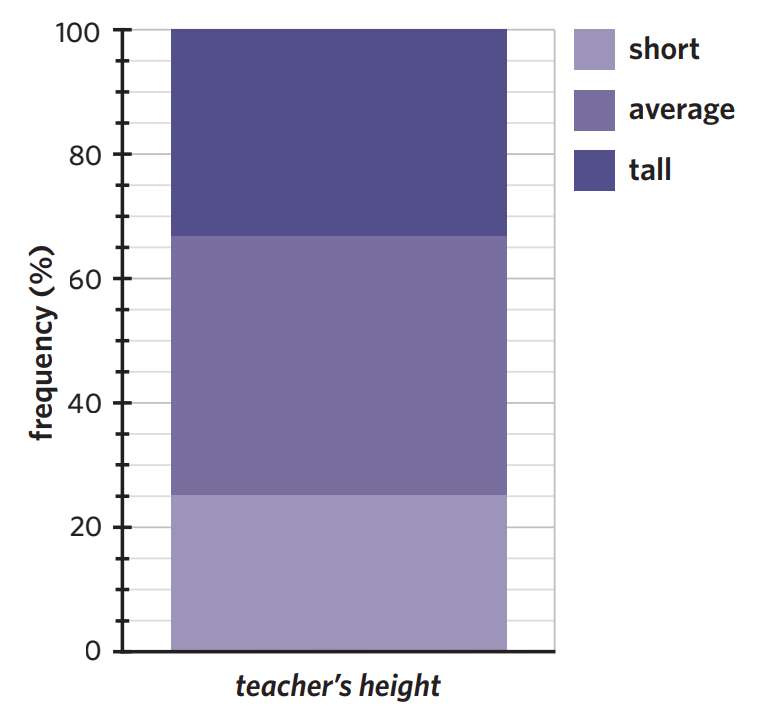 100
80
60
40
20
0
frequency (%)
teacher's height
short
average
tall